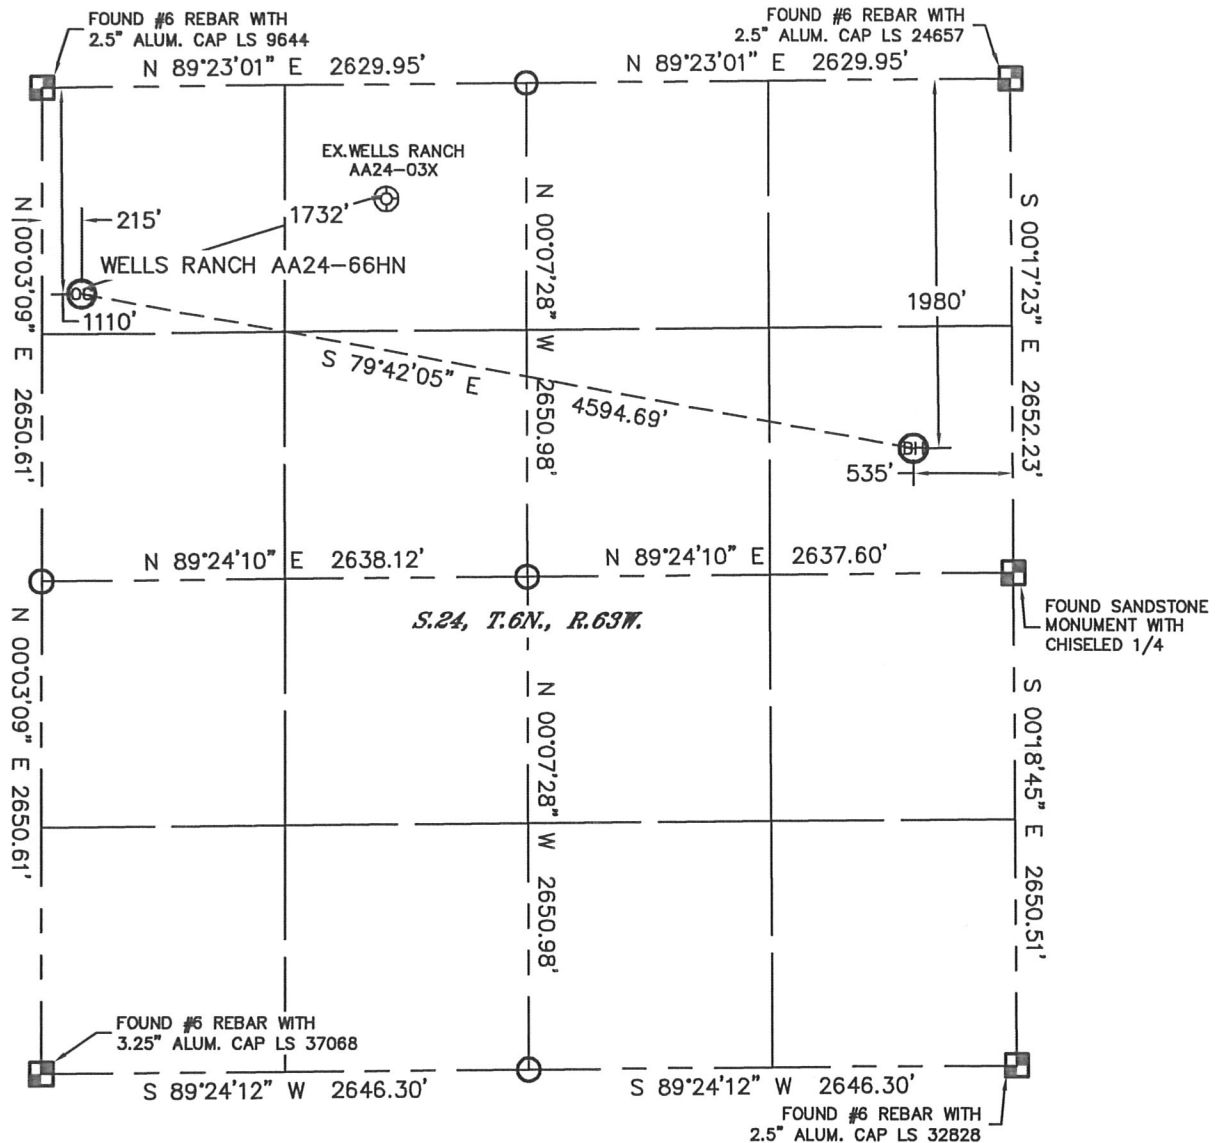 FOUND #6 REBAR WITH
2.5" ALUM. CAP LS 9644
FOUND #6 REBAR WITH
2.5" ALUM. CAP LS 24657
N 89°23'01" E 2629.95'
N 89°23'01" E 2629.95'
EX.WELLS RANCH
AA24-03X
1732'
215'
WELLS RANCH AA24-66HN
OG
1110'
N 00°03'09" E 2650.61'
N 00°07'28" W 2650.98'
S 00°17'23" E 2652.23'
1980'
S 79°42'05" E 4594.69'
BH
535'
N 89°24'10" E 2638.12'
N 89°24'10" E 2637.60'
S.24, T.6N., R.63W.
FOUND SANDSTONE
MONUMENT WITH
CHISELED 1/4
N 00°03'09" E 2650.61'
N 00°07'28" W 2650.98'
S 00°18'45" E 2650.51'
FOUND #6 REBAR WITH
3.25" ALUM. CAP LS 37068
S 89°24'12" W 2646.30'
S 89°24'12" W 2646.30'
FOUND #6 REBAR WITH
2.5" ALUM. CAP LS 32828